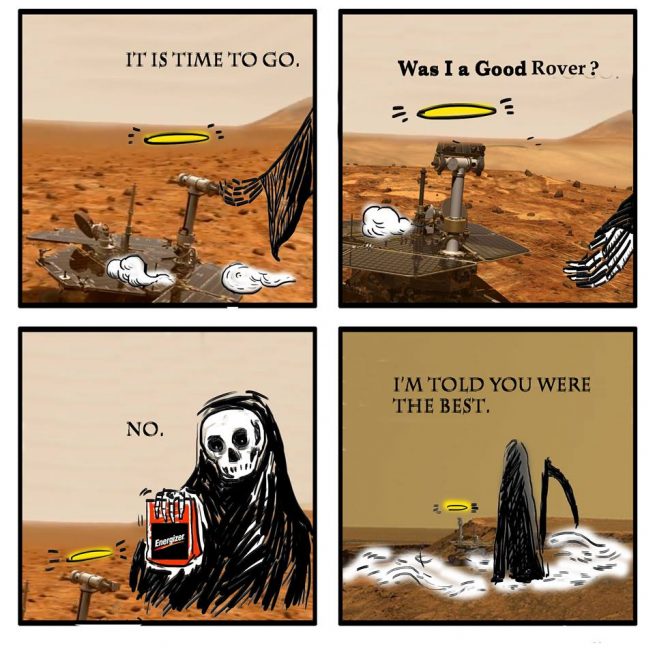 IT IS TIME TO GO.
Was I a Good Rover?
NO.
Energizer
I'M TOLD YOU WERE
THE BEST.